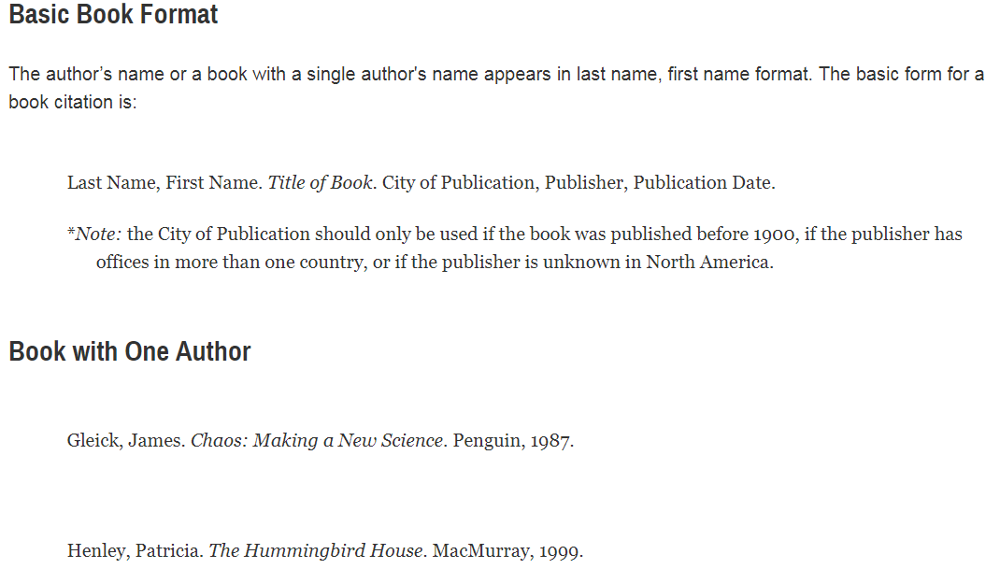 Basic Book Format
The author’s name or a book with a single author's name appears in last name, first name format. The basic form for a
book citation is:
Last Name, First Name. Title of Book. City of Publication, Publisher, Publication Date.
*Note: the City of Publication should only be used if the book was published before 1900, if the publisher has
offices in more than one country, or if the publisher is unknown in North America.
Book with One Author
Gleick, James. Chaos: Making a New Science. Penguin, 1987.
Henley, Patricia. The Hummingbird House. MacMurray, 1999.